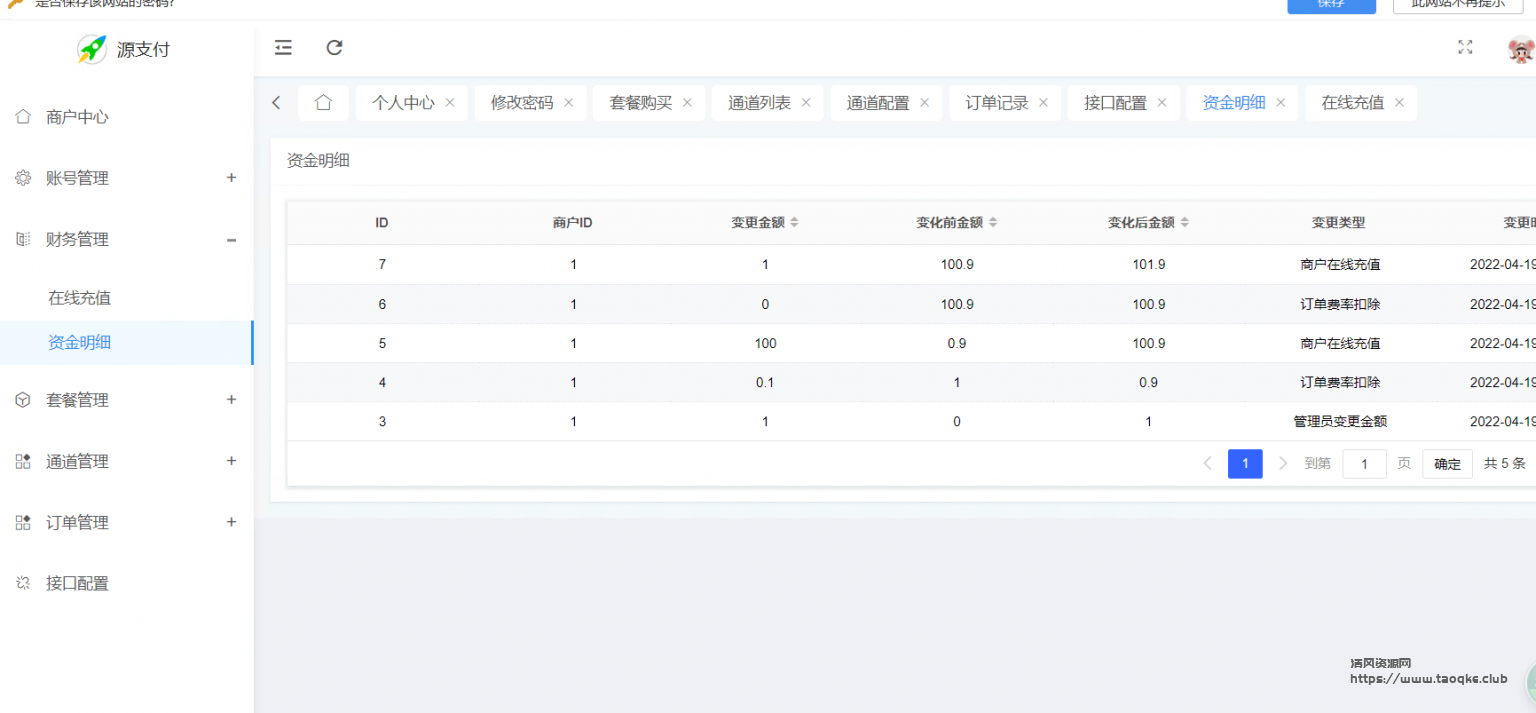 是否保存该网站的密码?
保存
此网站不再提示
源支付
商户中心
账号管理 +
财务管理 −
在线充值
资金明细
套餐管理 +
通道管理 +
订单管理 +
接口配置
个人中心 × 修改密码 × 套餐购买 × 通道列表 × 通道配置 × 订单记录 × 接口配置 × 资金明细 × 在线充值 ×
资金明细
ID 商户ID 变更金额 变化前金额 变化后金额 变更类型 变更
7 1 1 100.9 101.9 商户在线充值 2022-04-19
6 1 0 100.9 100.9 订单费率扣除 2022-04-19
5 1 100 0.9 100.9 商户在线充值 2022-04-19
4 1 0.1 1 0.9 订单费率扣除 2022-04-19
3 1 1 0 1 管理员变更金额 2022-04-19
1 到第 1 页 确定 共 5 条
清风资源网
https://www.taoqke.club